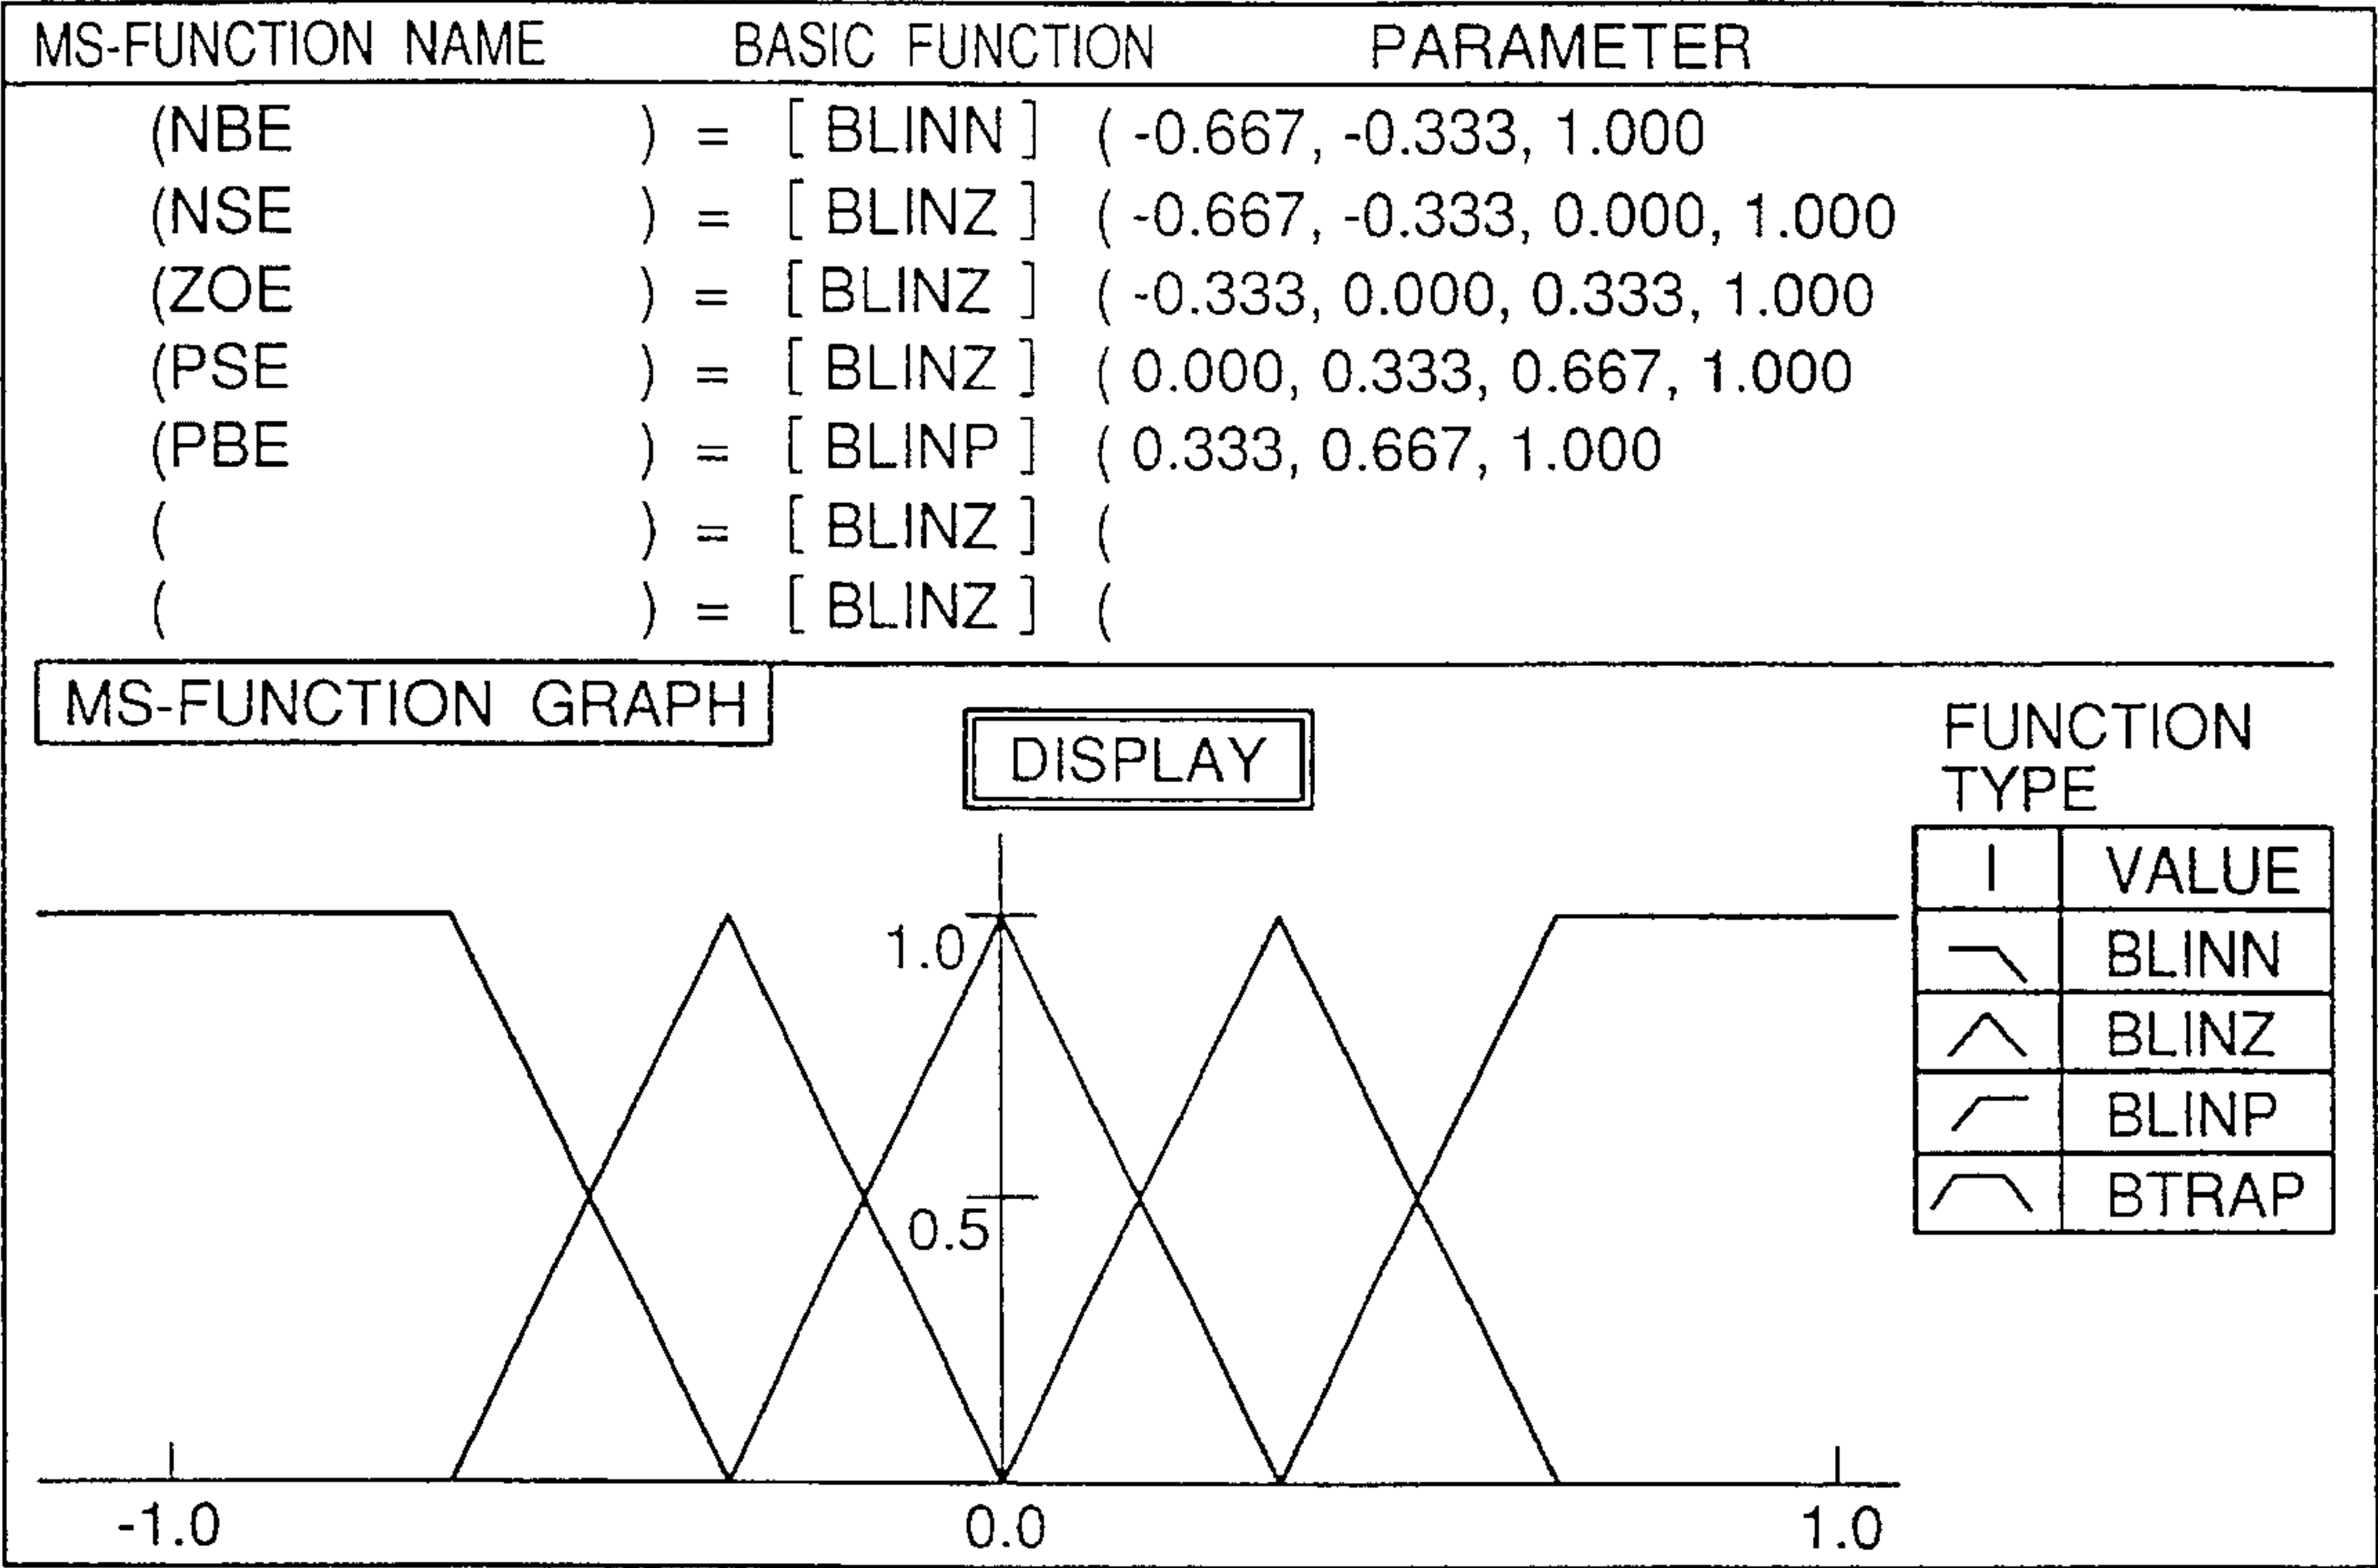 MS-FUNCTION NAME BASIC FUNCTION PARAMETER
(NBE ) = [ BLINN ] ( -0.667, -0.333, 1.000
(NSE ) = [ BLINZ ] ( -0.667, -0.333, 0.000, 1.000
(ZOE ) = [ BLINZ ] ( -0.333, 0.000, 0.333, 1.000
(PSE ) = [ BLINZ ] ( 0.000, 0.333, 0.667, 1.000
(PBE ) = [ BLINP ] ( 0.333, 0.667, 1.000
( ) = [ BLINZ ] (
( ) = [ BLINZ ] (
MS-FUNCTION GRAPH
DISPLAY
FUNCTION
TYPE
VALUE
BLINN
BLINZ
BLINP
BTRAP
1.0
0.5
-1.0 0.0 1.0